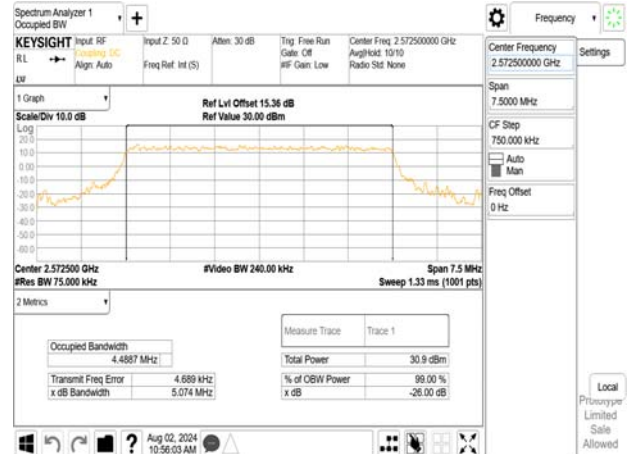 Spectrum Analyzer 1
Occupied BW
+
Frequency
KEYSIGHT
Input: RF
Coupling: DC
Align: Auto
RL
LXI
Input Z: 50 Ω
Freq Ref: Int (S)
Atten: 30 dB
Trig: Free Run
Gate: Off
#IF Gain: Low
Center Freq: 2.572500000 GHz
Avg|Hold: 10/10
Radio Std: None
Center Frequency
2.572500000 GHz
Settings
Span
7.5000 MHz
CF Step
750.000 kHz
Auto
Man
Freq Offset
0 Hz
1 Graph
Scale/Div 10.0 dB
Ref Lvl Offset 15.36 dB
Ref Value 30.00 dBm
Log
20.0
10.0
0.00
-10.0
-20.0
-30.0
-40.0
-50.0
-60.0
Center 2.572500 GHz
#Video BW 240.00 kHz
Span 7.5 MHz
#Res BW 75.000 kHz
Sweep 1.33 ms (1001 pts)
2 Metrics
Measure Trace Trace 1
Occupied Bandwidth
4.4887 MHz
Total Power 30.9 dBm
Transmit Freq Error 4.689 kHz
% of OBW Power 99.00 %
x dB Bandwidth 5.074 MHz
x dB -26.00 dB
Local
Prototype
Limited
Sale
Allowed
?
Aug 02, 2024
10:56:03 AM